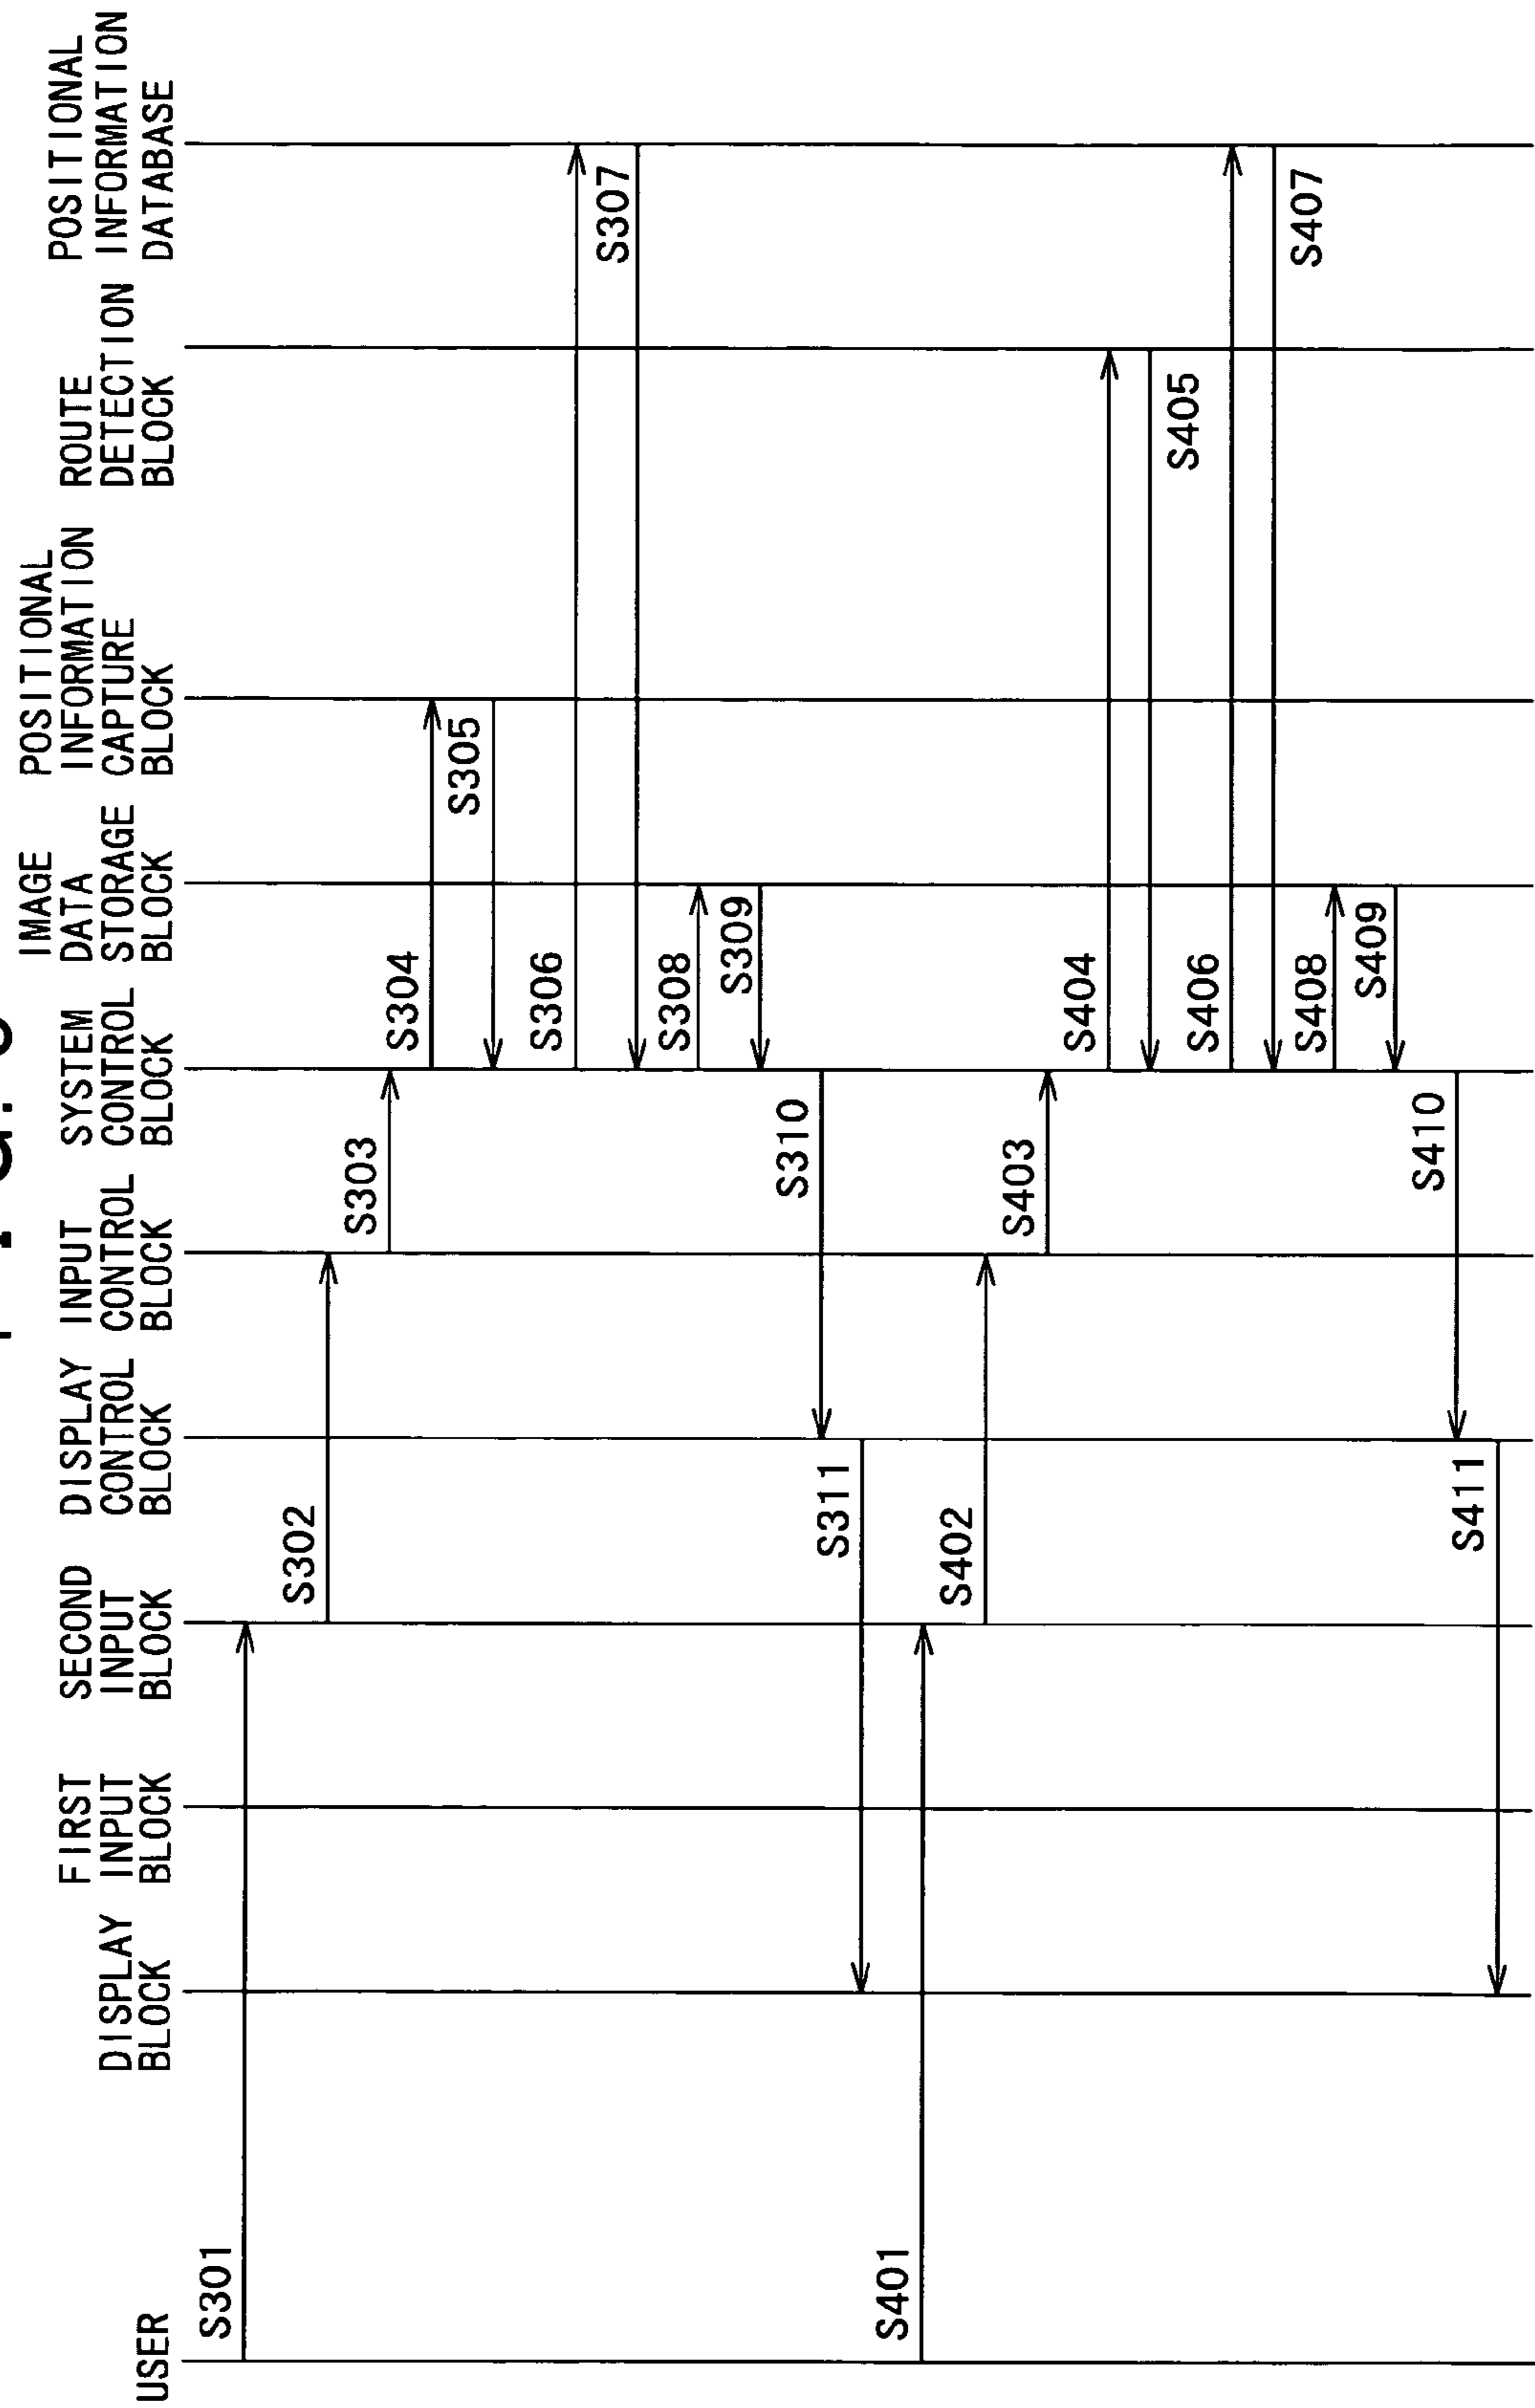 USER
DISPLAY
BLOCK
FIRST
INPUT
BLOCK
SECOND
INPUT
BLOCK
DISPLAY
CONTROL
BLOCK
INPUT
CONTROL
BLOCK
SYSTEM
CONTROL
BLOCK
IMAGE
DATA
STORAGE
BLOCK
POSITIONAL
INFORMATION
CAPTURE
BLOCK
ROUTE
DETECTION
BLOCK
POSITIONAL
INFORMATION
DATABASE
S301
S302
S303
S304
S305
S306
S307
S308
S309
S310
S311
S401
S402
S403
S404
S405
S406
S407
S408
S409
S410
S411